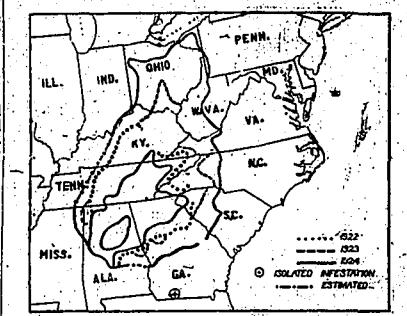 PENN.
OHIO
ILL.
IND.
MD.
W.VA.
VA.
KY.
N.C.
TENN.
S.C.
MISS.
ALA.
GA.
1922
1923
1924
ISOLATED INFESTATION
ESTIMATED